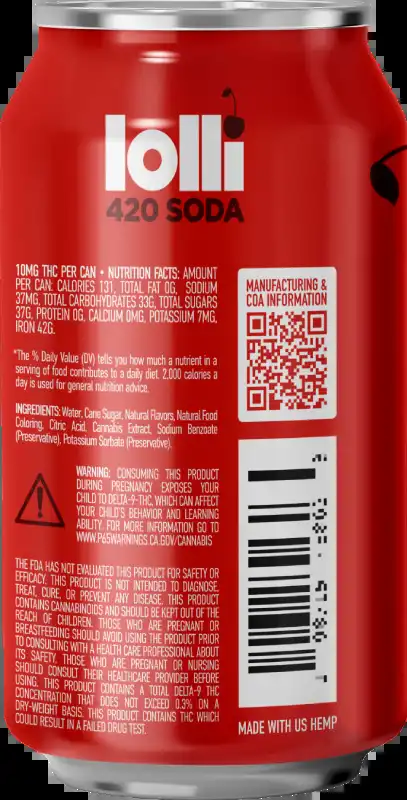 lolli
420 SODA
10MG THC PER CAN • NUTRITION FACTS: AMOUNT
PER CAN: CALORIES 131, TOTAL FAT 0G, SODIUM
37MG, TOTAL CARBOHYDRATES 33G, TOTAL SUGARS
37G, PROTEIN 0G, CALCIUM 0MG, POTASSIUM 7MG,
IRON 42G.
*The % Daily Value (DV) tells you how much a nutrient in a
serving of food contributes to a daily diet. 2,000 calories a
day is used for general nutrition advice.
INGREDIENTS: Water, Cane Sugar, Natural Flavors, Natural Food
Coloring, Citric Acid, Cannabis Extract, Sodium Benzoate
(Preservative), Potassium Sorbate (Preservative).
WARNING: CONSUMING THIS PRODUCT
DURING PREGNANCY EXPOSES YOUR
CHILD TO DELTA-9-THC, WHICH CAN AFFECT
YOUR CHILD'S BEHAVIOR AND LEARNING
ABILITY. FOR MORE INFORMATION GO TO
WWW.P65WARNINGS.CA.GOV/CANNABIS
THE FDA HAS NOT EVALUATED THIS PRODUCT FOR SAFETY OR
EFFICACY. THIS PRODUCT IS NOT INTENDED TO DIAGNOSE,
TREAT, CURE, OR PREVENT ANY DISEASE. THIS PRODUCT
CONTAINS CANNABINOIDS AND SHOULD BE KEPT OUT OF THE
REACH OF CHILDREN. THOSE WHO ARE PREGNANT OR
BREASTFEEDING SHOULD AVOID USING THE PRODUCT PRIOR
TO CONSULTING WITH A HEALTH CARE PROFESSIONAL ABOUT
ITS SAFETY. THOSE WHO ARE PREGNANT OR NURSING
SHOULD CONSULT THEIR HEALTHCARE PROVIDER BEFORE
USING. THIS PRODUCT CONTAINS A TOTAL DELTA-9 THC
CONCENTRATION THAT DOES NOT EXCEED 0.3% ON A
DRY-WEIGHT BASIS. THIS PRODUCT CONTAINS THC WHICH
COULD RESULT IN A FAILED DRUG TEST.
MANUFACTURING &
COA INFORMATION
MADE WITH US HEMP